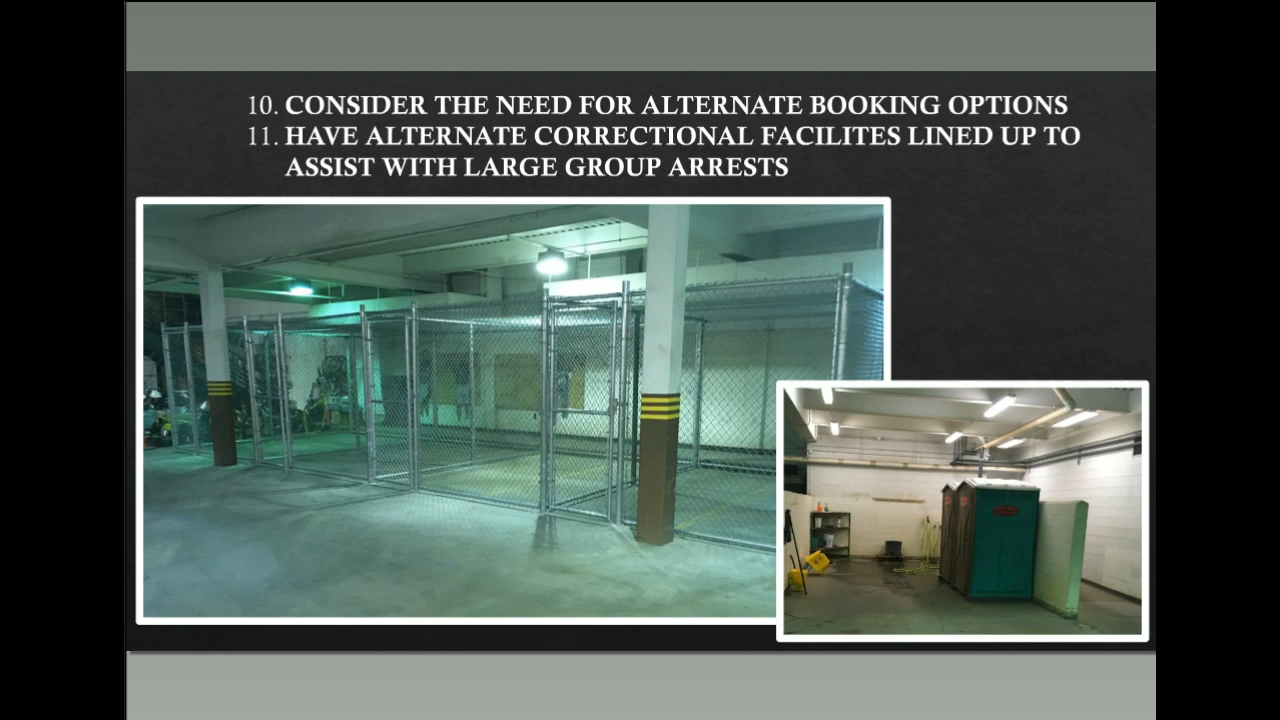 10. CONSIDER THE NEED FOR ALTERNATE BOOKING OPTIONS
11. HAVE ALTERNATE CORRECTIONAL FACILITES LINED UP TO
ASSIST WITH LARGE GROUP ARRESTS